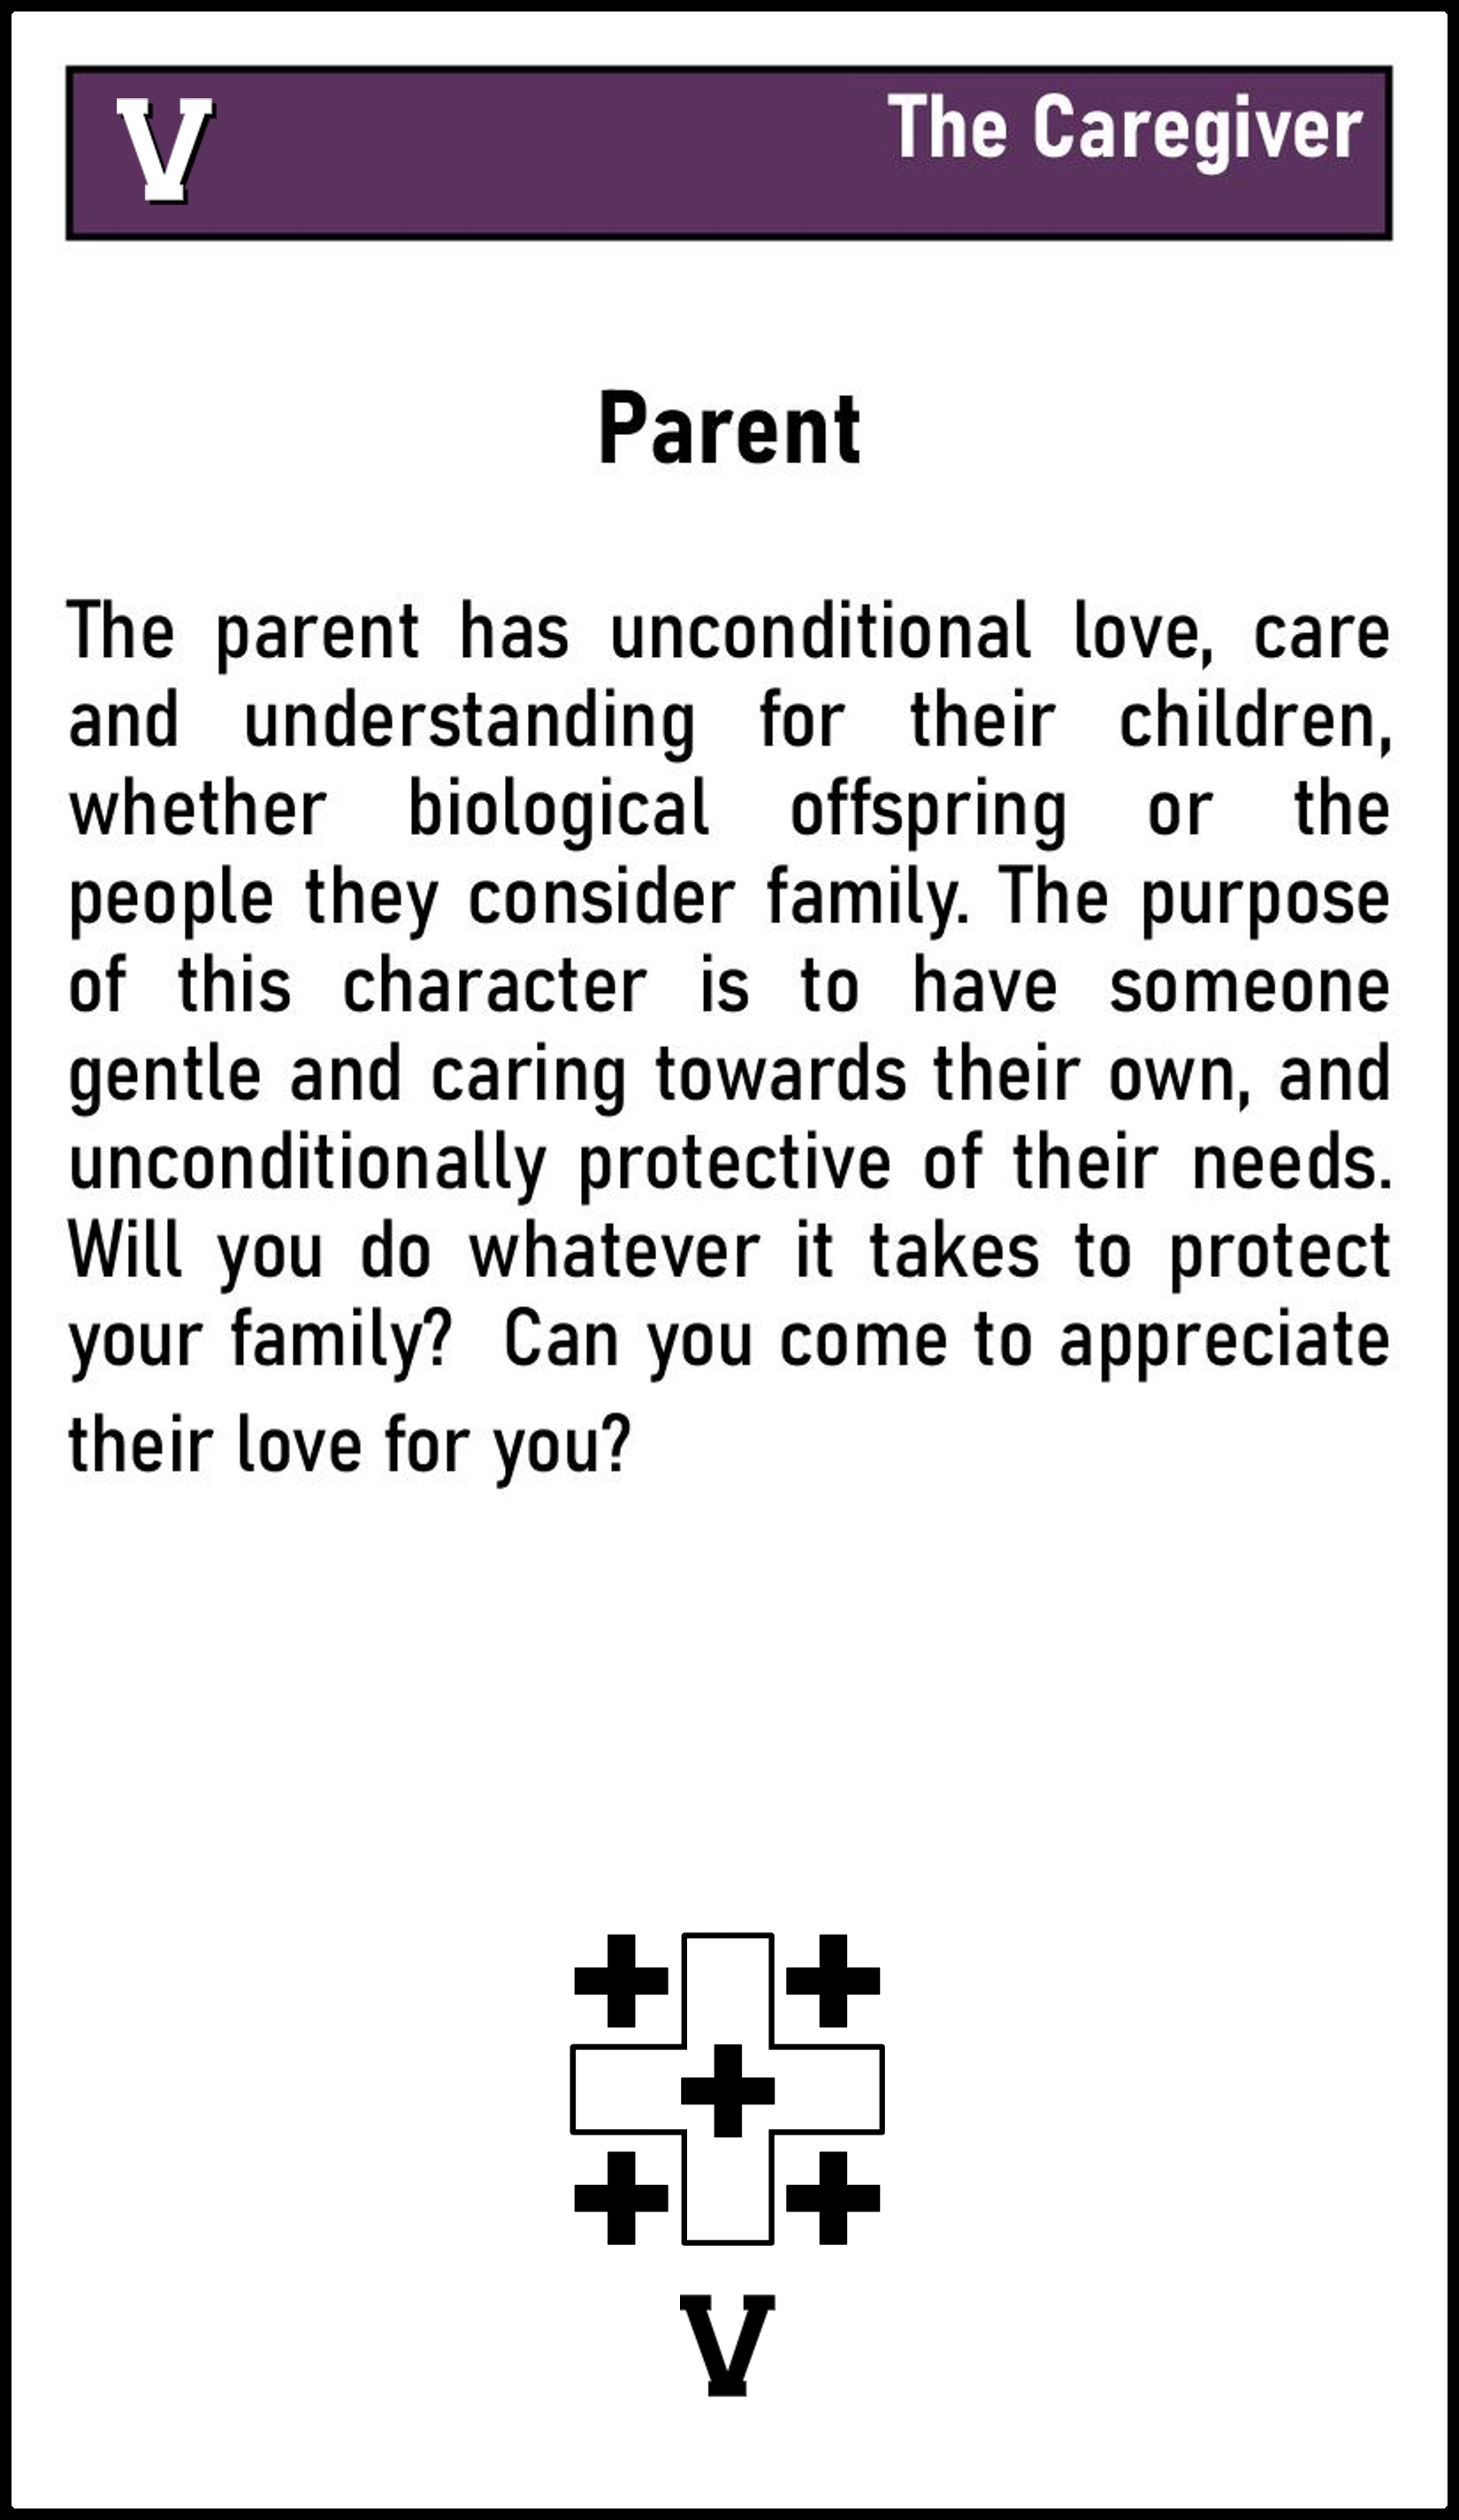 V
The Caregiver
Parent
The parent has unconditional love, care
and understanding for their children,
whether biological offspring or the
people they consider family. The purpose
of this character is to have someone
gentle and caring towards their own, and
unconditionally protective of their needs.
Will you do whatever it takes to protect
your family?  Can you come to appreciate
their love for you?
V